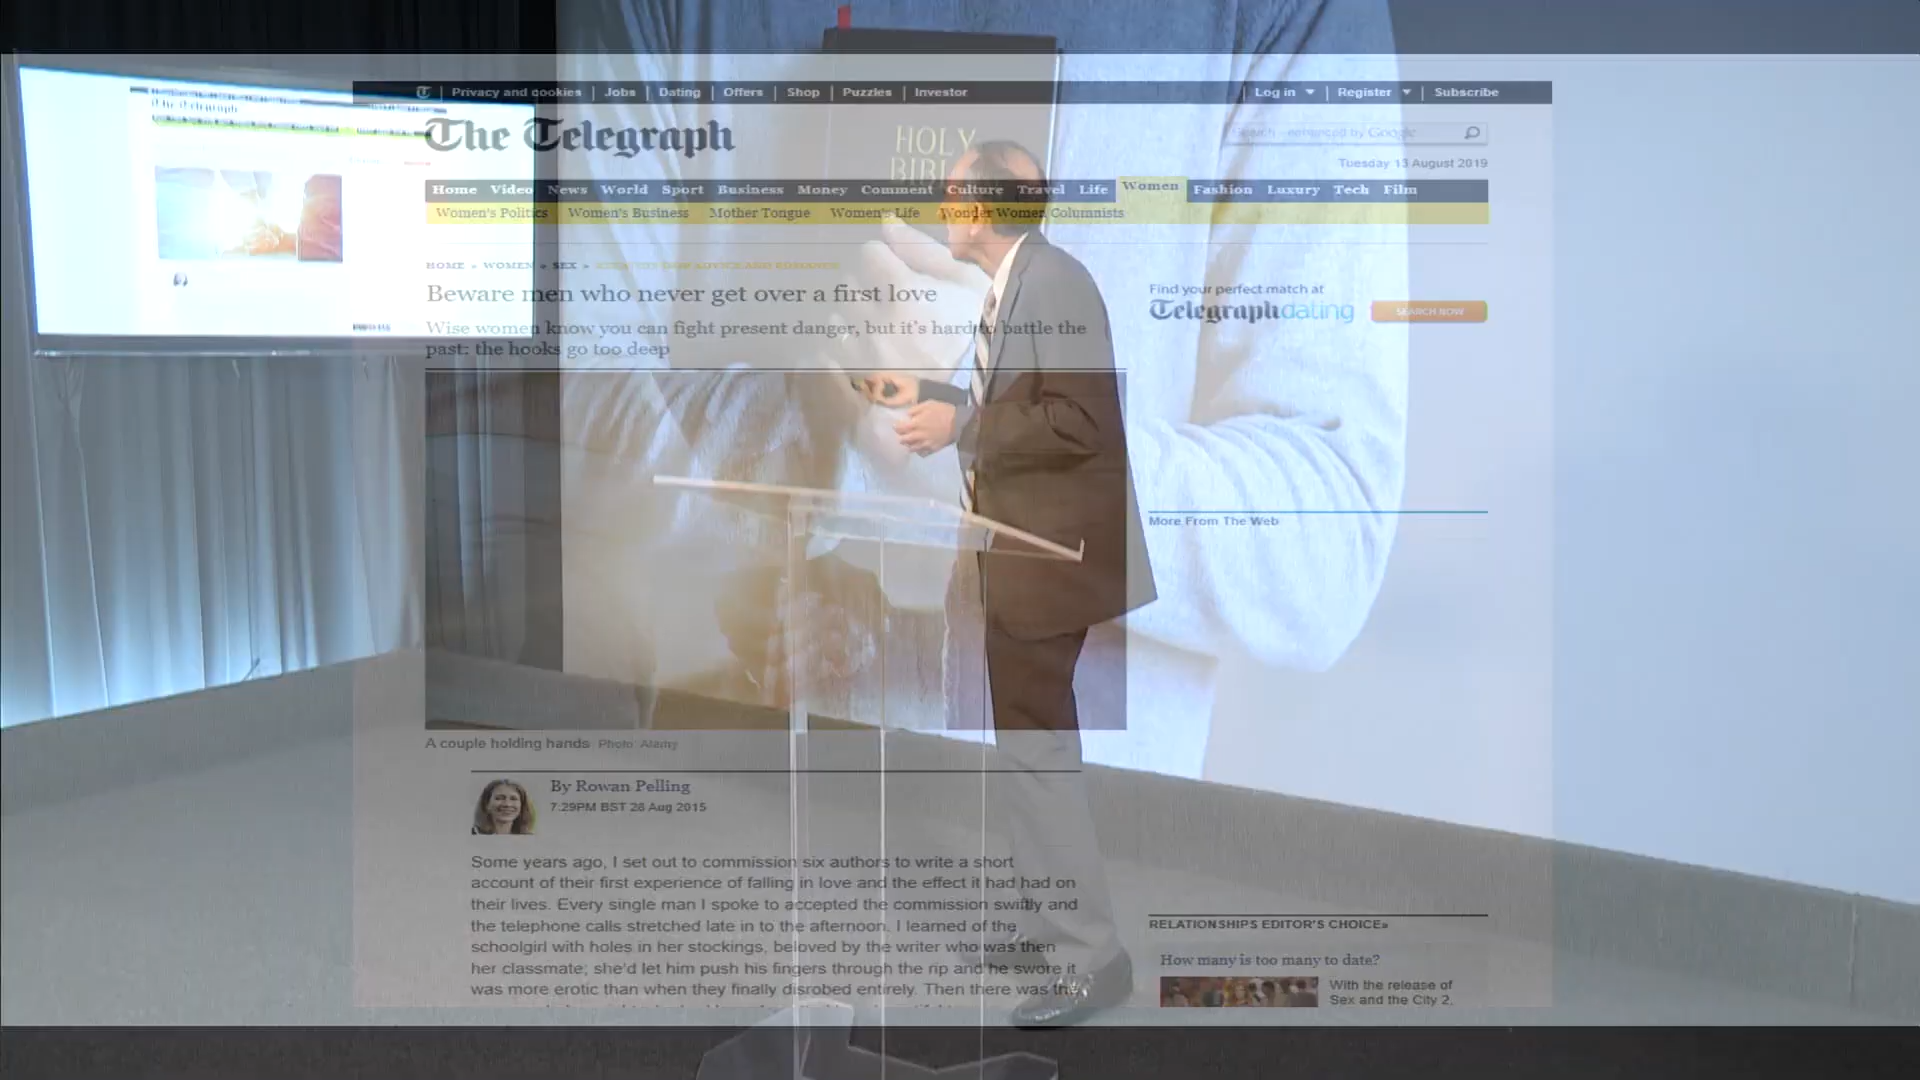 Privacy and cookies | Jobs | Dating | Offers | Shop | Puzzles | Investor
Log in | Register | Subscribe
The Telegraph
HOLY
Search - enhanced by Google
Tuesday 13 August 2019
Home Video News World Sport Business Money Comment Culture Travel Life Women Fashion Luxury Tech Film
Women's Politics Women's Business Mother Tongue Women's Life Wonder Women Columnists
HOME » WOMEN » SEX »
Beware men who never get over a first love
Wise women know you can fight present danger, but it's hard to battle the
past: the hooks go too deep
Find your perfect match at
Telegraph dating
SEARCH NOW
More From The Web
A couple holding hands Photo: Alamy
By Rowan Pelling
7:29PM BST 28 Aug 2015
Some years ago, I set out to commission six authors to write a short
account of their first experience of falling in love and the effect it had had on
their lives. Every single man I spoke to accepted the commission swiftly and
the telephone calls stretched late in to the afternoon. I learned of the
schoolgirl with holes in her stockings, beloved by the writer who was then
her classmate; she'd let him push his fingers through the rip and he swore it
was more erotic than when they finally disrobed entirely. Then there was the
RELATIONSHIPS EDITOR'S CHOICE»
How many is too many to date?
With the release of
Sex and the City 2,